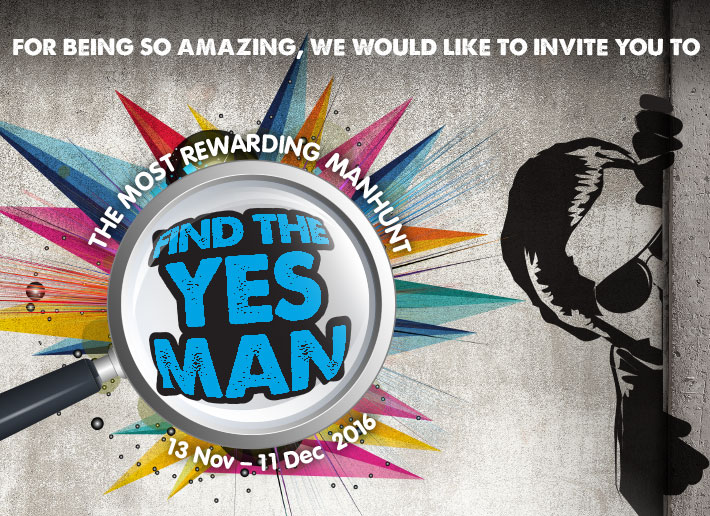 FOR BEING SO AMAZING, WE WOULD LIKE TO INVITE YOU TO
THE MOST REWARDING MANHUNT
FIND THE
YES
MAN
13 Nov – 11 Dec 2016